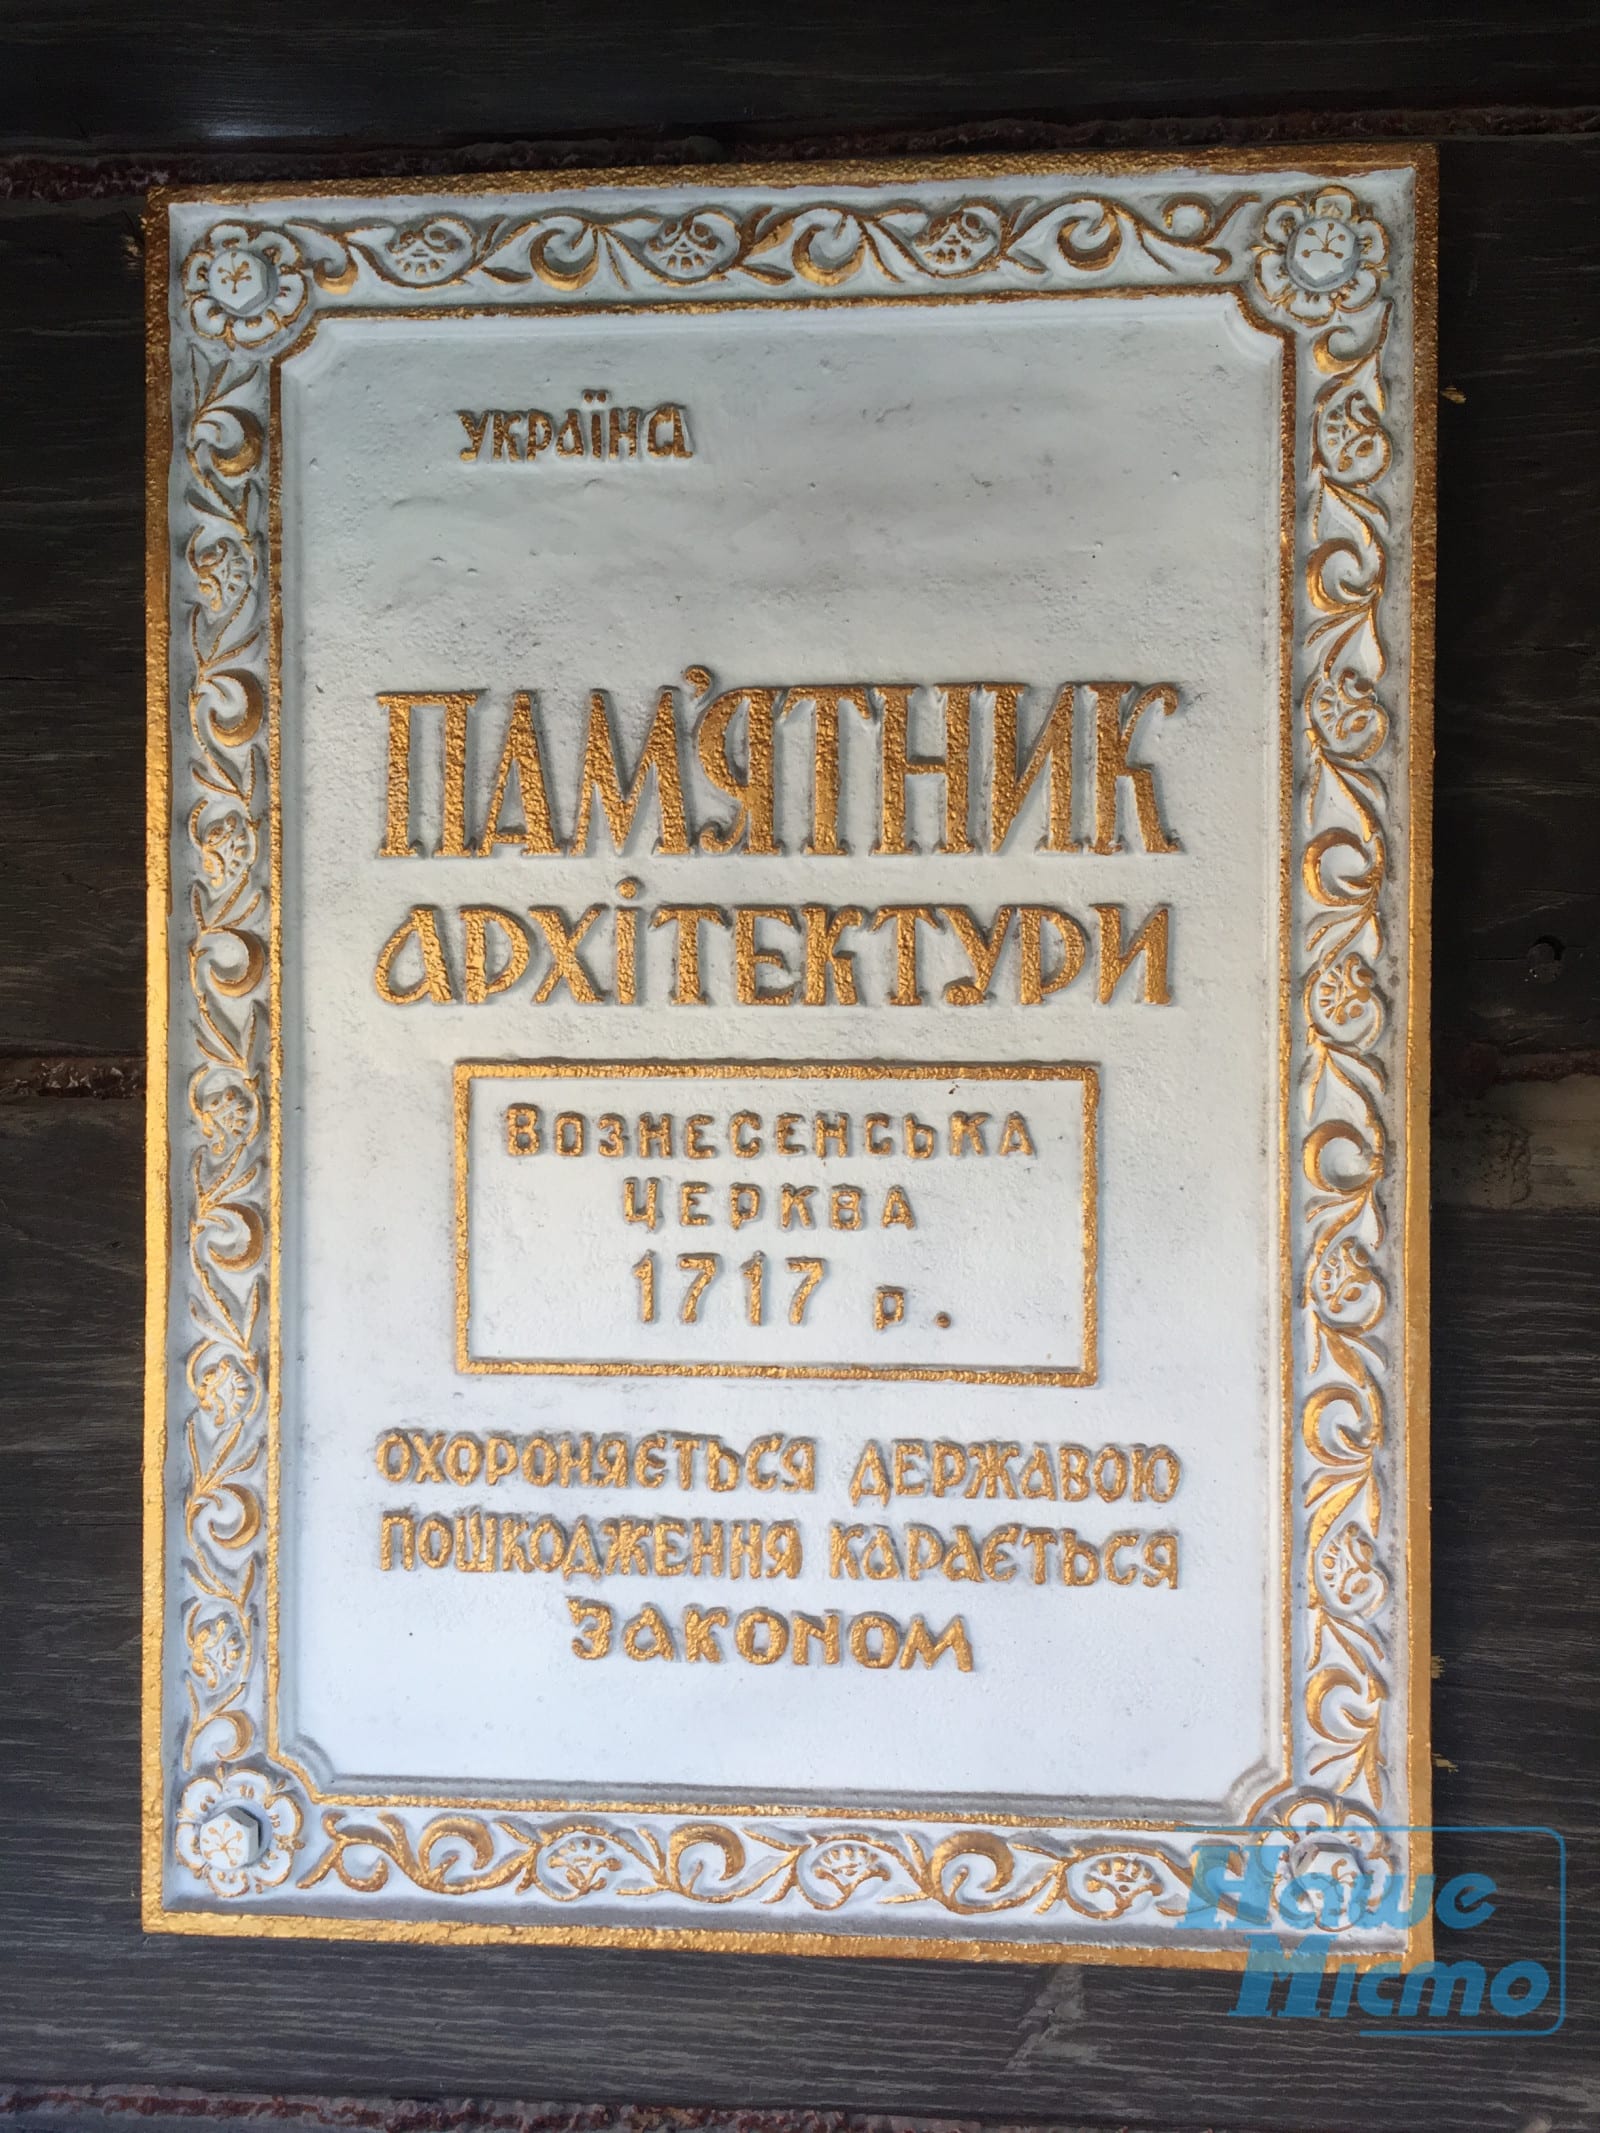 УКРАЇНА
ПАМ'ЯТНИК
АРХІТЕКТУРИ
ВОЗНЕСЕНСЬКА
ЦЕРКВА
1717 р.
ОХОРОНЯЄТЬСЯ ДЕРЖАВОЮ
ПОШКОДЖЕННЯ КАРАЄТЬСЯ
ЗАКОНОМ
Наше
Місто